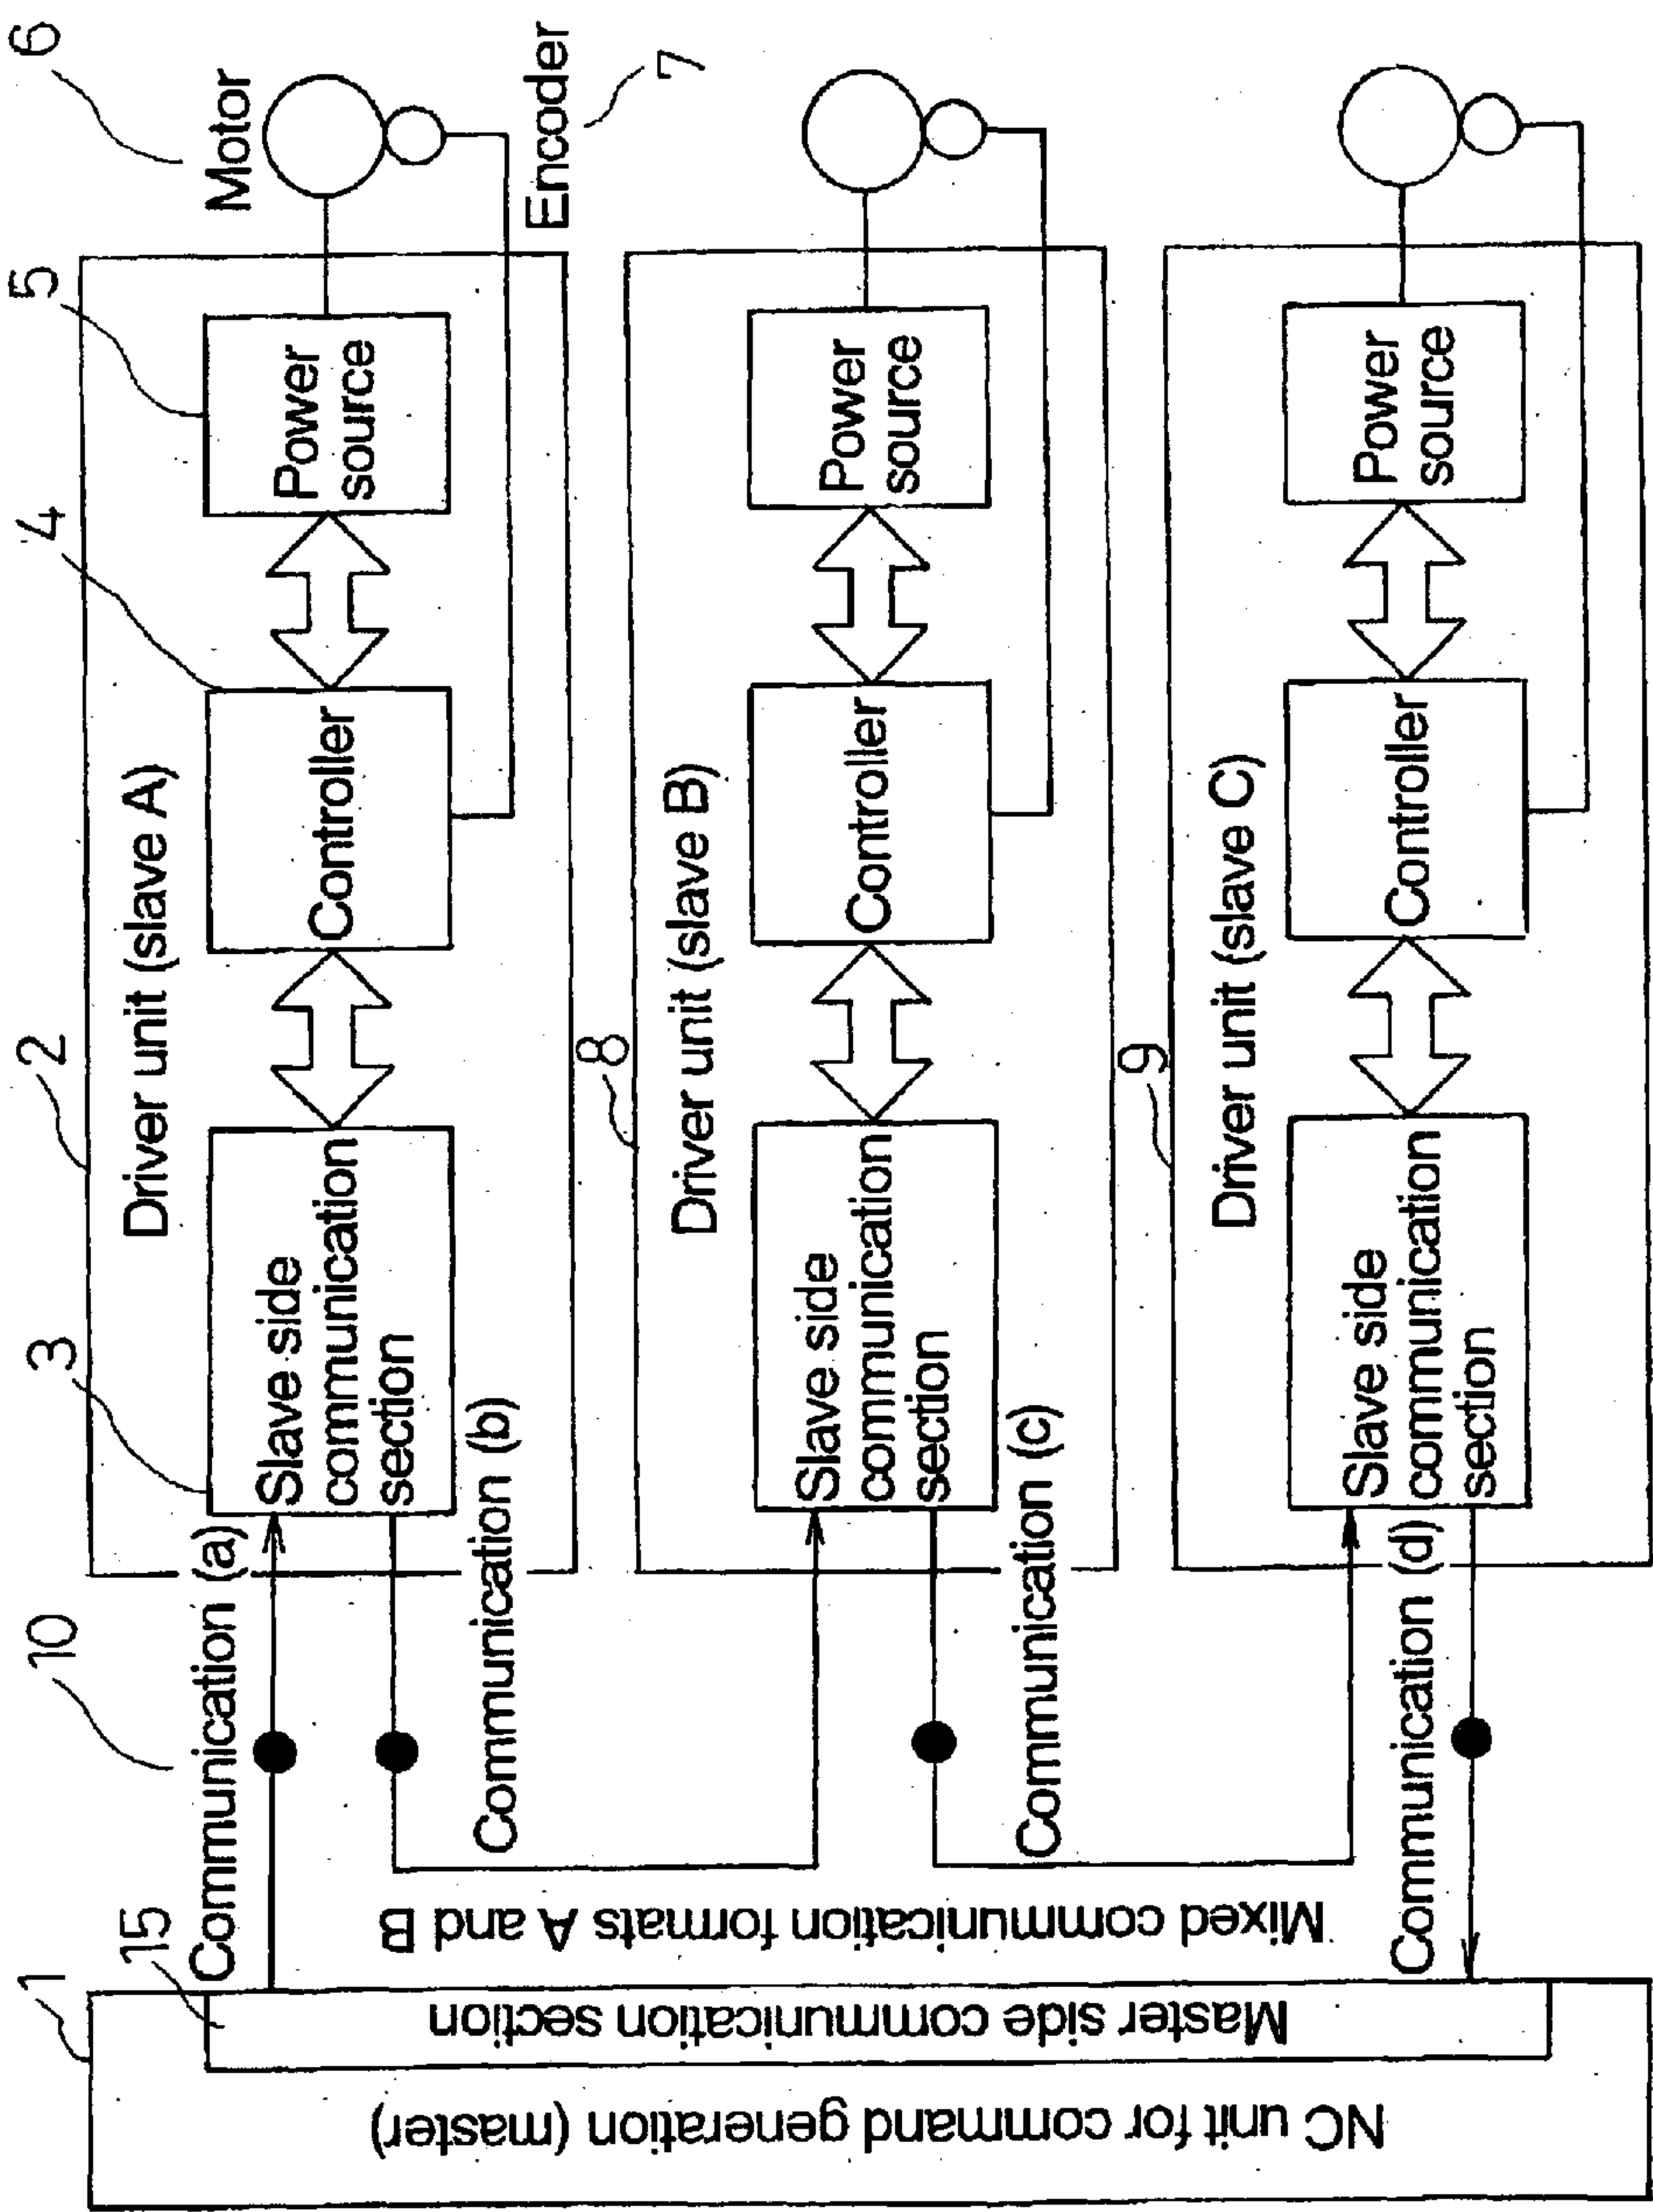 1
15
NC unit for command generation (master)
Master side communication section
Mixed communication formats A and B
10
Communication (a)
Communication (b)
Communication (c)
Communication (d)
2
Driver unit (slave A)
3
Slave side
communication
section
4
Controller
5
Power
source
6
Motor
Encoder
7
8
Driver unit (slave B)
Slave side
communication
section
Controller
Power
source
9
Driver unit (slave C)
Slave side
communication
section
Controller
Power
source